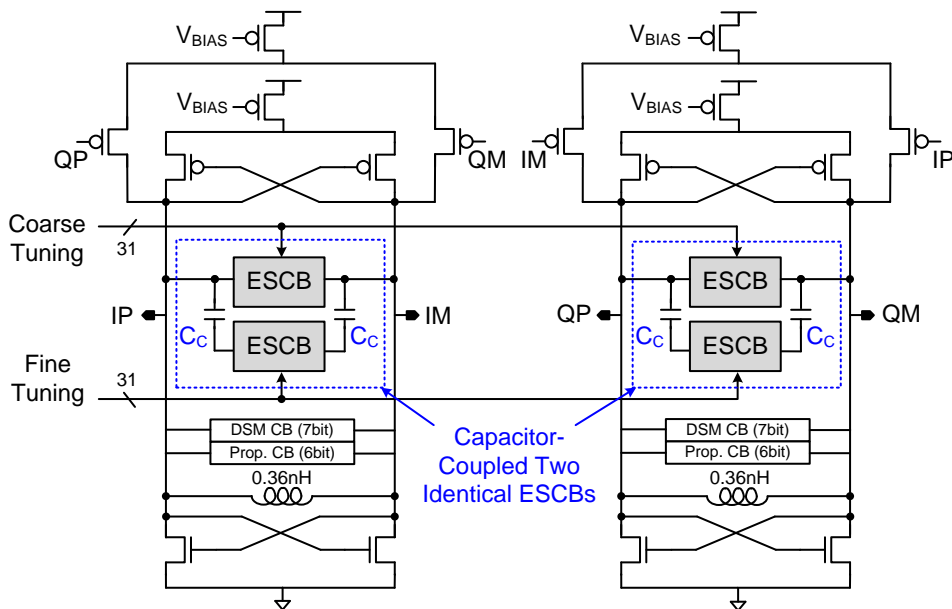 VBIAS
VBIAS
VBIAS
VBIAS
QP
QM
IM
IP
Coarse
Tuning
31
ESCB
ESCB
IP
CC
CC
IM
QP
CC
CC
QM
ESCB
ESCB
Fine
Tuning
31
DSM CB (7bit)
Prop. CB (6bit)
0.36nH
Capacitor-
Coupled Two
Identical ESCBs
DSM CB (7bit)
Prop. CB (6bit)
0.36nH